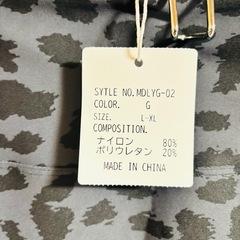 SYTLE NO.MDLYG-02
COLOR. G
SIZE. L-XL
COMPOSITION.
ナイロン 80%
ポリウレタン 20%
MADE IN CHINA